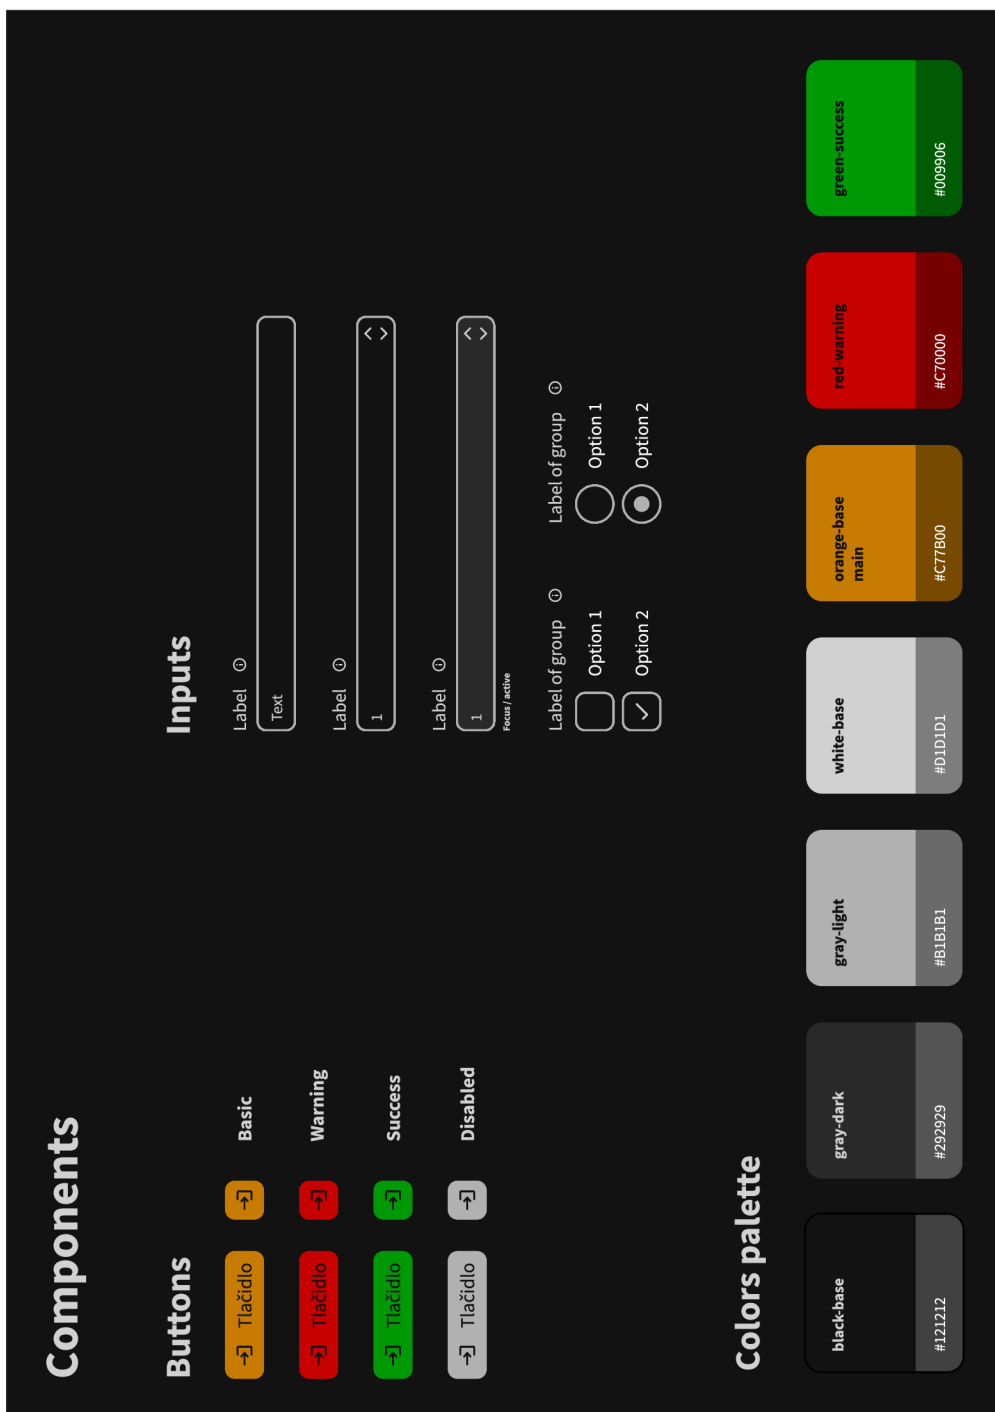 Components
Buttons
Tlačidlo
Basic
Tlačidlo
Warning
Tlačidlo
Success
Tlačidlo
Disabled
Inputs
Label
Text
Label
1
Label
1
Focus / active
Label of group
Option 1
Option 2
Label of group
Option 1
Option 2
Colors palette
black-base
#121212
gray-dark
#292929
gray-light
#B1B1B1
white-base
#D1D1D1
orange-base
main
#C77B00
red-warning
#C70000
green-success
#009906